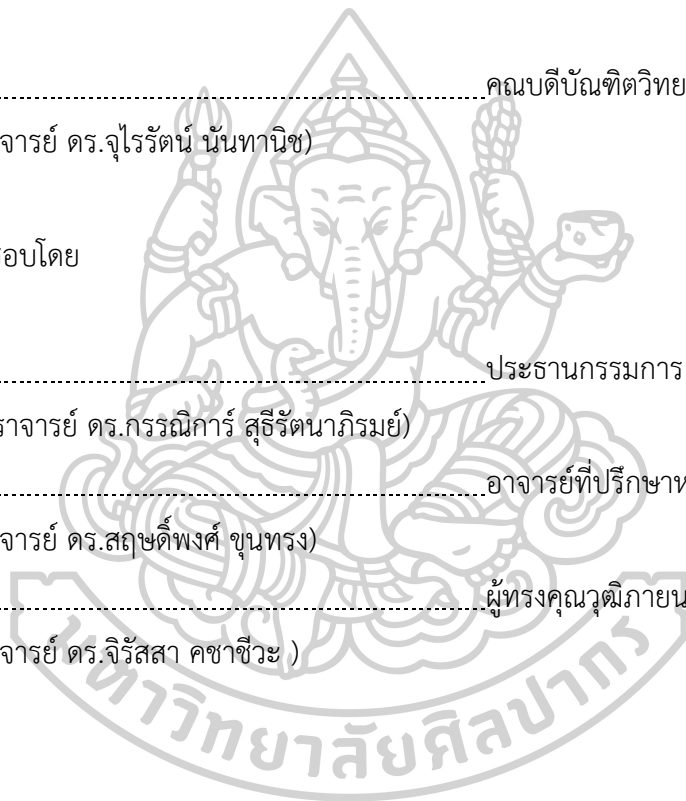 คณบดีบัณฑิตวิทย
จารย์ ดร.จุไรรัตน์ นันทานิช)
อบโดย
ประธานกรรมการ
ราจารย์ ดร.กรรณิการ์ สุธีรัตนาภิรมย์)
อาจารย์ที่ปรึกษาห
จารย์ ดร.สฤษดิ์พงศ์ ขุนทรง)
ผู้ทรงคุณวุฒิภายน
จารย์ ดร.จิรัสสา คชาชีวะ )
มหาวิทยาลัยศิลปากร